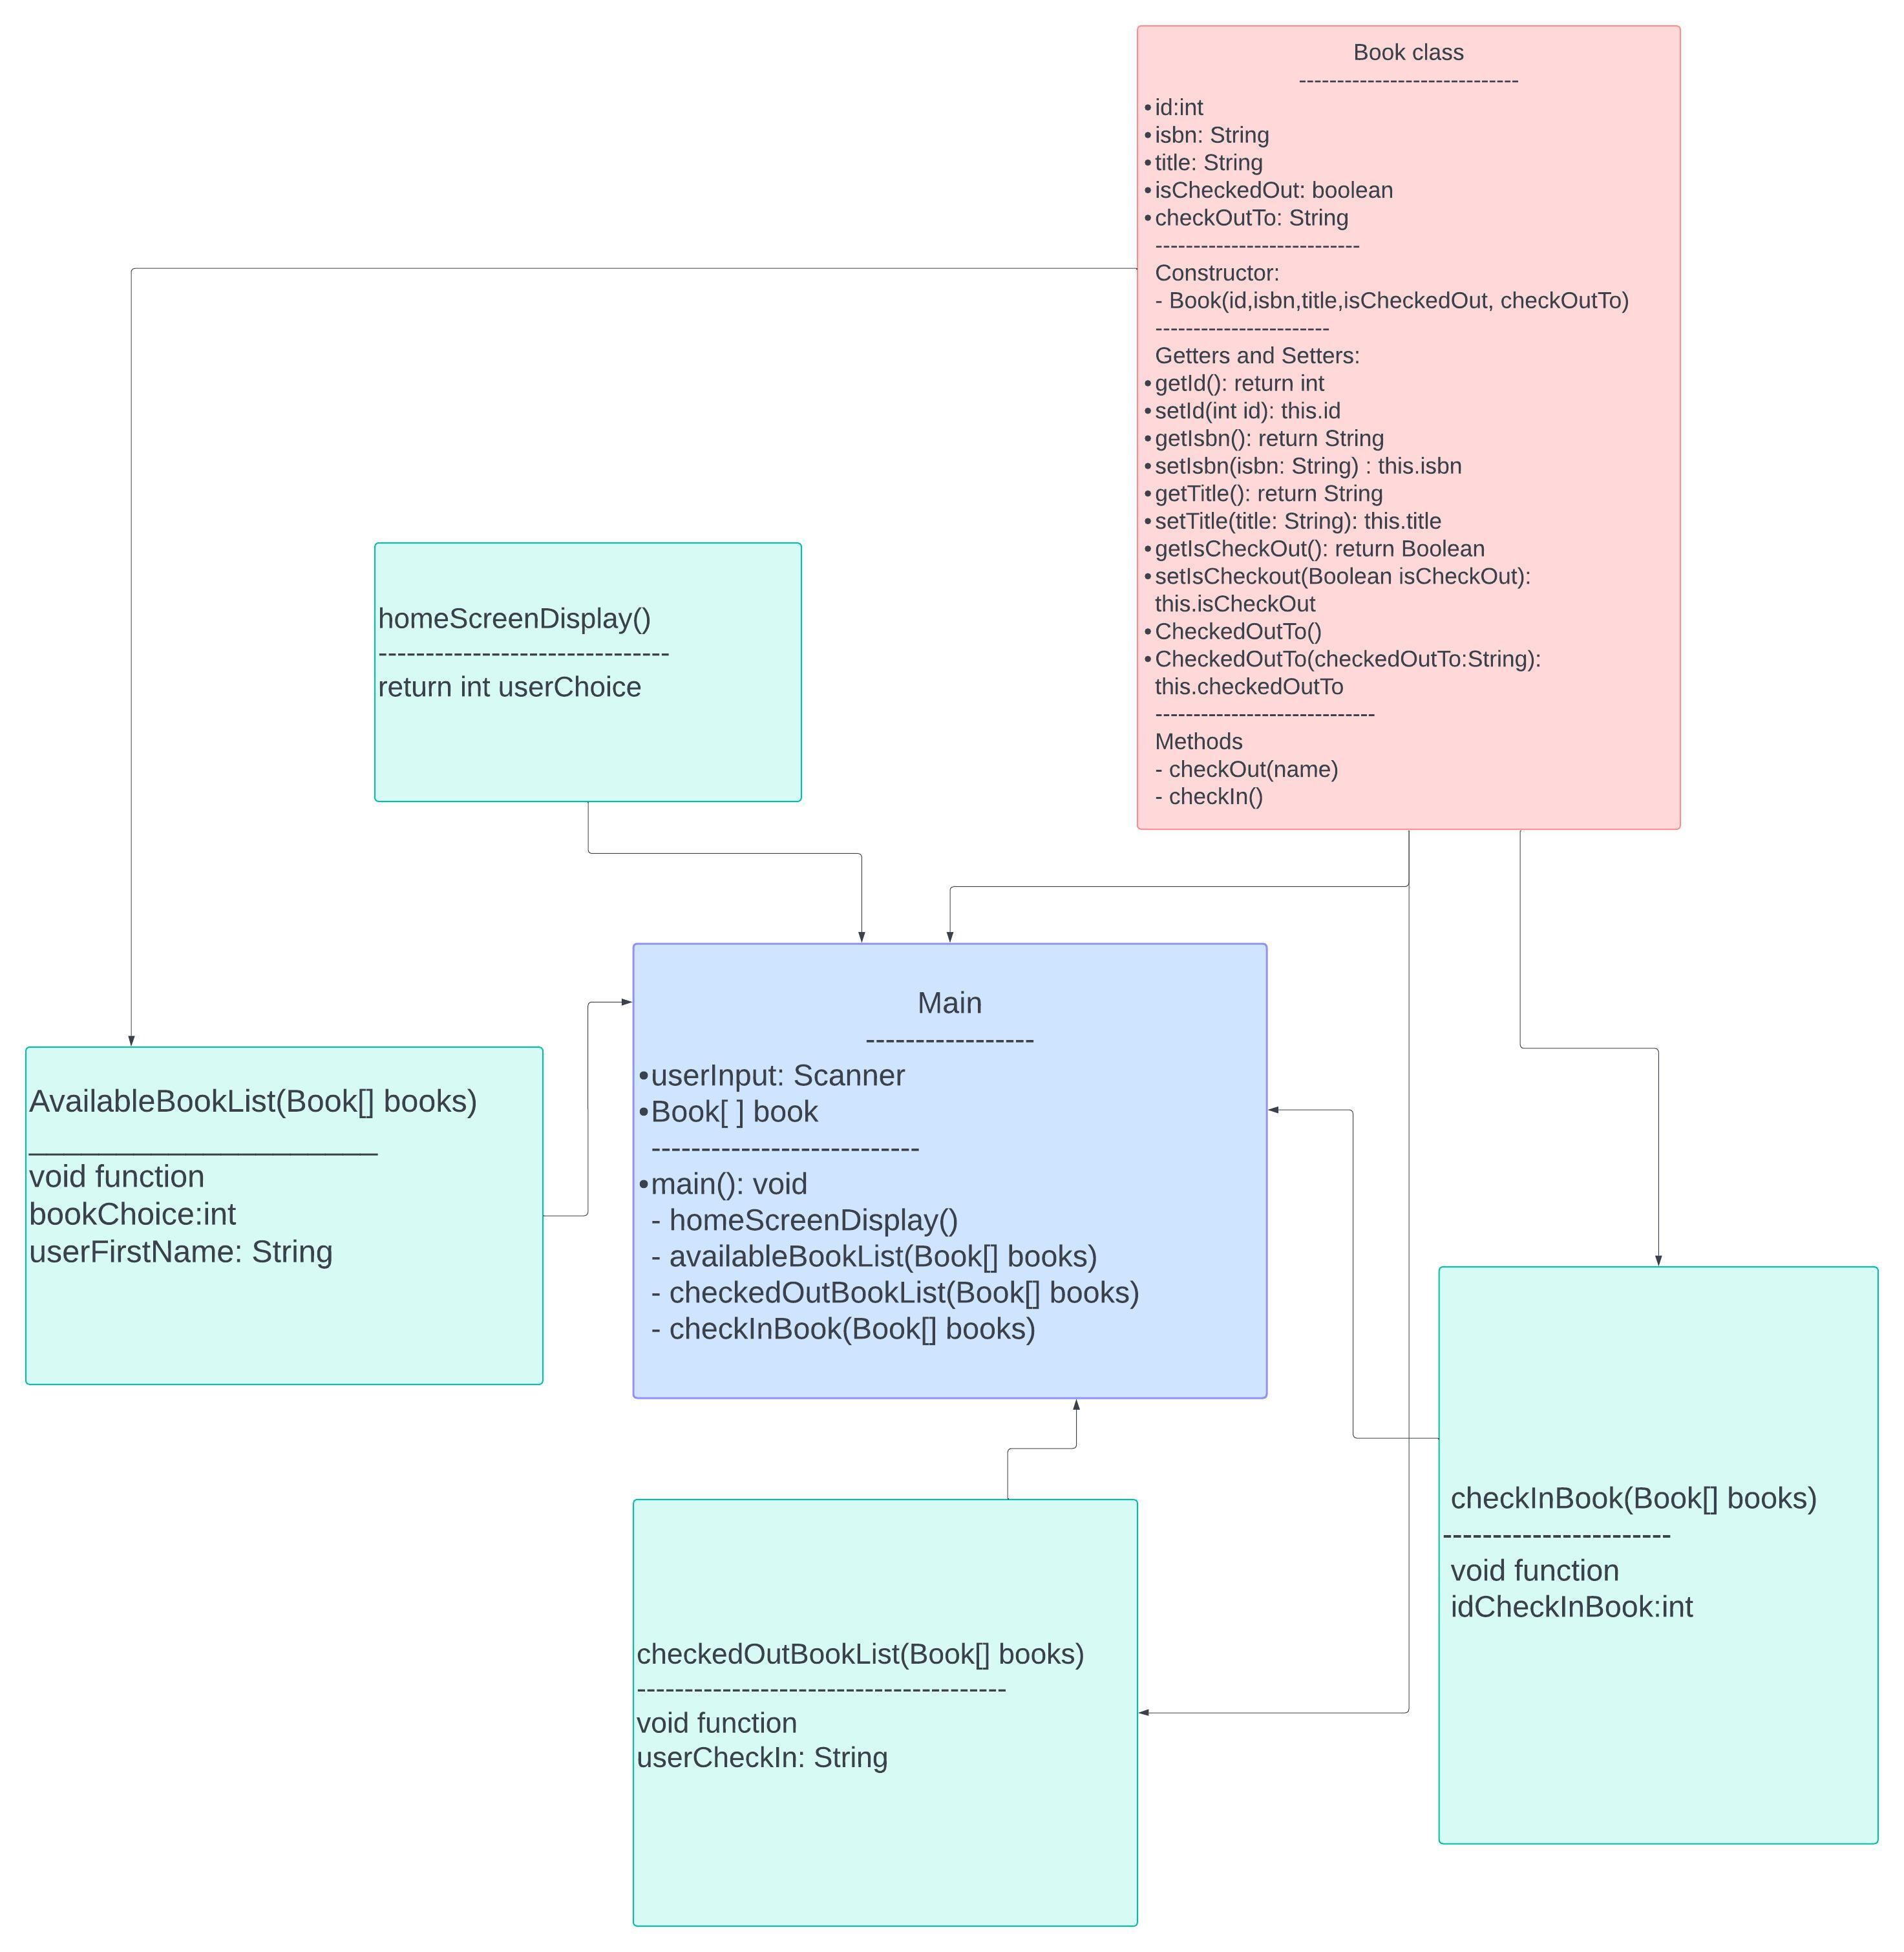 Book class
-----------------------------
•id:int
•isbn: String
•title: String
•isCheckedOut: boolean
•checkOutTo: String
---------------------------
Constructor:
- Book(id,isbn,title,isCheckedOut, checkOutTo)
-----------------------
Getters and Setters:
•getId(): return int
•setId(int id): this.id
•getIsbn(): return String
•setIsbn(isbn: String) : this.isbn
•getTitle(): return String
•setTitle(title: String): this.title
•getIsCheckOut(): return Boolean
•setIsCheckout(Boolean isCheckOut):
this.isCheckOut
•CheckedOutTo()
•CheckedOutTo(checkedOutTo:String):
this.checkedOutTo
-----------------------------
Methods
- checkOut(name)
- checkIn()
homeScreenDisplay()
-------------------------------
return int userChoice
Main
-----------------
•userInput: Scanner
•Book[ ] book
---------------------------
•main(): void
- homeScreenDisplay()
- availableBookList(Book[] books)
- checkedOutBookList(Book[] books)
- checkInBook(Book[] books)
AvailableBookList(Book[] books)
____________________
void function
bookChoice:int
userFirstName: String
checkInBook(Book[] books)
-----------------------
void function
idCheckInBook:int
checkedOutBookList(Book[] books)
---------------------------------------
void function
userCheckIn: String